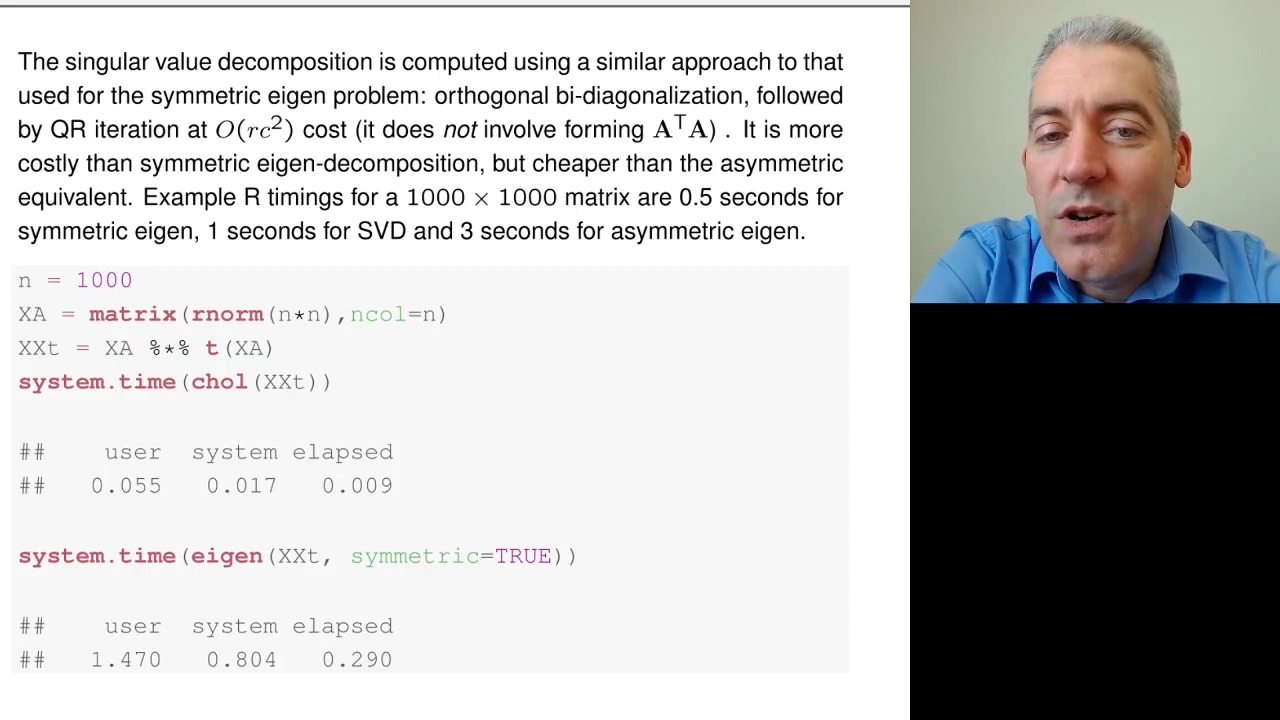 The singular value decomposition is computed using a similar approach to that
used for the symmetric eigen problem: orthogonal bi-diagonalization, followed
by QR iteration at O(rc²) cost (it does not involve forming AᵀA) . It is more
costly than symmetric eigen-decomposition, but cheaper than the asymmetric
equivalent. Example R timings for a 1000 × 1000 matrix are 0.5 seconds for
symmetric eigen, 1 seconds for SVD and 3 seconds for asymmetric eigen.
n = 1000
XA = matrix(rnorm(n*n),ncol=n)
XXt = XA %*% t(XA)
system.time(chol(XXt))
## user system elapsed
## 0.055 0.017 0.009
system.time(eigen(XXt, symmetric=TRUE))
## user system elapsed
## 1.470 0.804 0.290